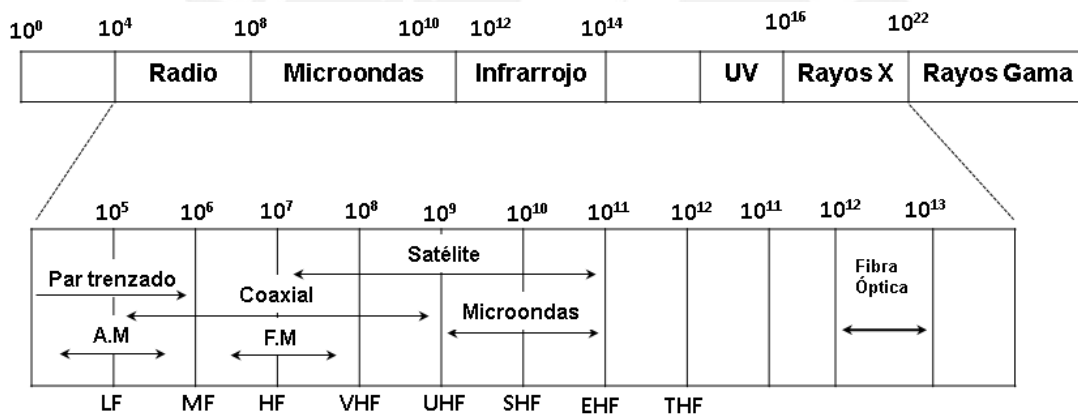 10⁰ 10⁴ 10⁸ 10¹⁰ 10¹² 10¹⁴ 10¹⁶ 10²²
Radio Microondas Infrarrojo UV Rayos X Rayos Gama
10⁵ 10⁶ 10⁷ 10⁸ 10⁹ 10¹⁰ 10¹¹ 10¹² 10¹¹ 10¹² 10¹³
Satélite
Par trenzado
Coaxial
Microondas
Fibra
Óptica
A.M F.M
LF MF HF VHF UHF SHF EHF THF